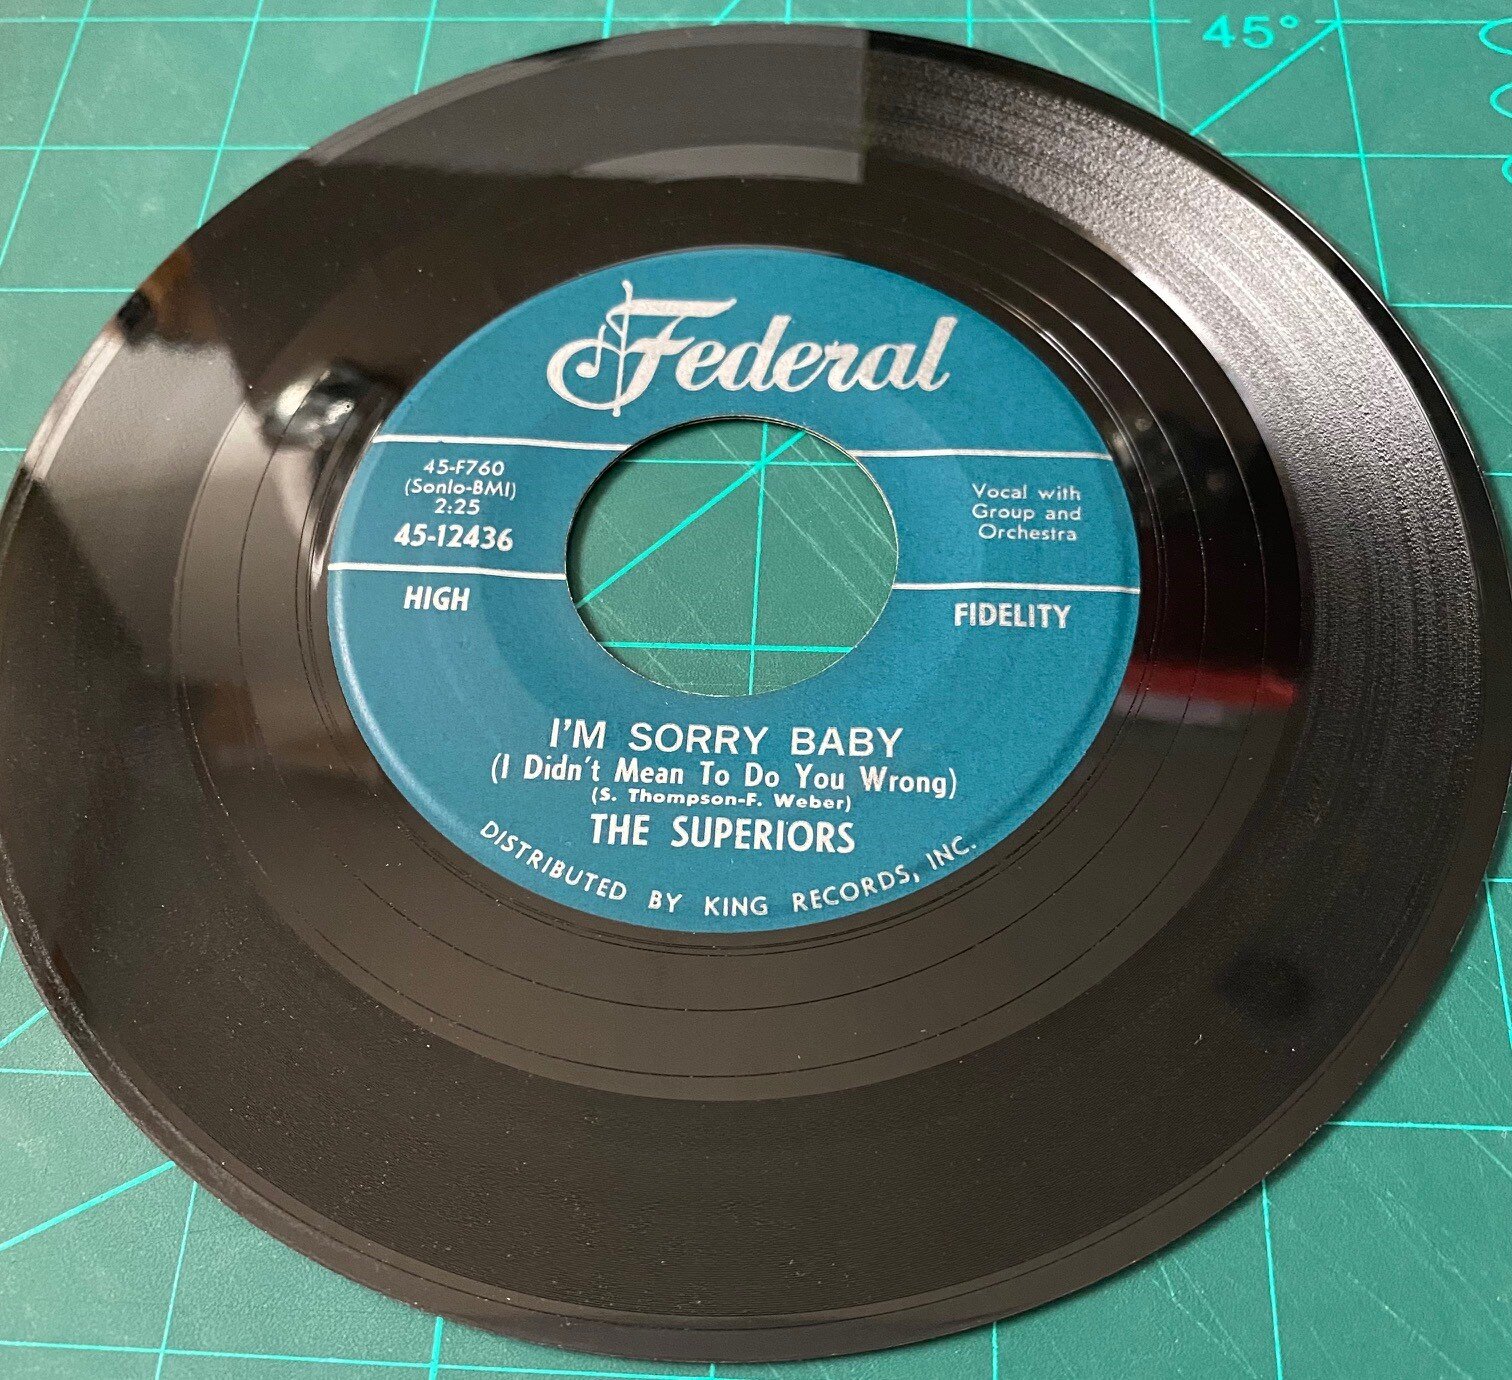 45°
Federal
45-F760
(Sonlo-BMI)
2:25
45-12436
Vocal with
Group and
Orchestra
HIGH
FIDELITY
I'M SORRY BABY
(I Didn't Mean To Do You Wrong)
(S. Thompson-F. Weber)
THE SUPERIORS
DISTRIBUTED BY KING RECORDS, INC.